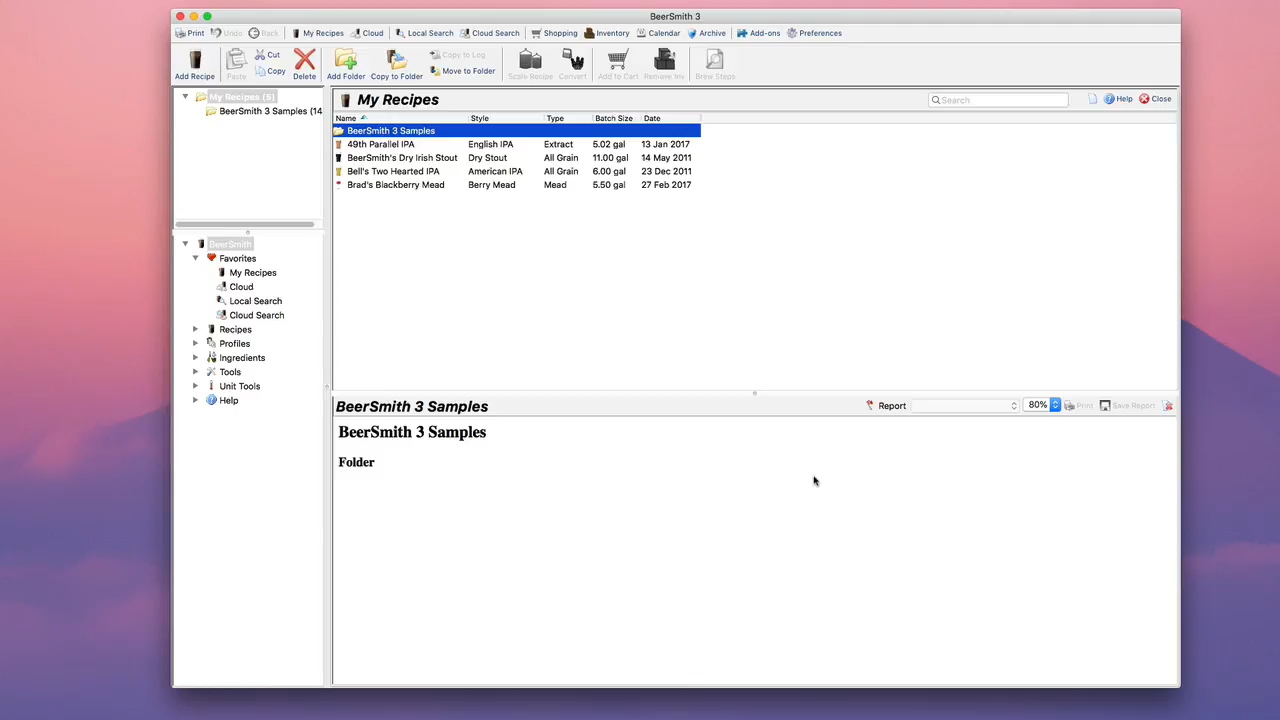 BeerSmith 3
Print Undo Back My Recipes Cloud Local Search Cloud Search Shopping Inventory Calendar Archive Add-ons Preferences
Add Recipe Paste Cut Copy Delete Add Folder Copy to Folder Copy to Log Move to Folder Scale Recipe Convert Add to Cart Remove Inv Brew Steps
My Recipes (5)
BeerSmith 3 Samples (14
BeerSmith
Favorites
My Recipes
Cloud
Local Search
Cloud Search
Recipes
Profiles
Ingredients
Tools
Unit Tools
Help
My Recipes Search Help Close
Name Style Type Batch Size Date
BeerSmith 3 Samples
49th Parallel IPA English IPA Extract 5.02 gal 13 Jan 2017
BeerSmith's Dry Irish Stout Dry Stout All Grain 11.00 gal 14 May 2011
Bell's Two Hearted IPA American IPA All Grain 6.00 gal 23 Dec 2011
Brad's Blackberry Mead Berry Mead Mead 5.50 gal 27 Feb 2017
BeerSmith 3 Samples Report 80% Print Save Report
BeerSmith 3 Samples
Folder